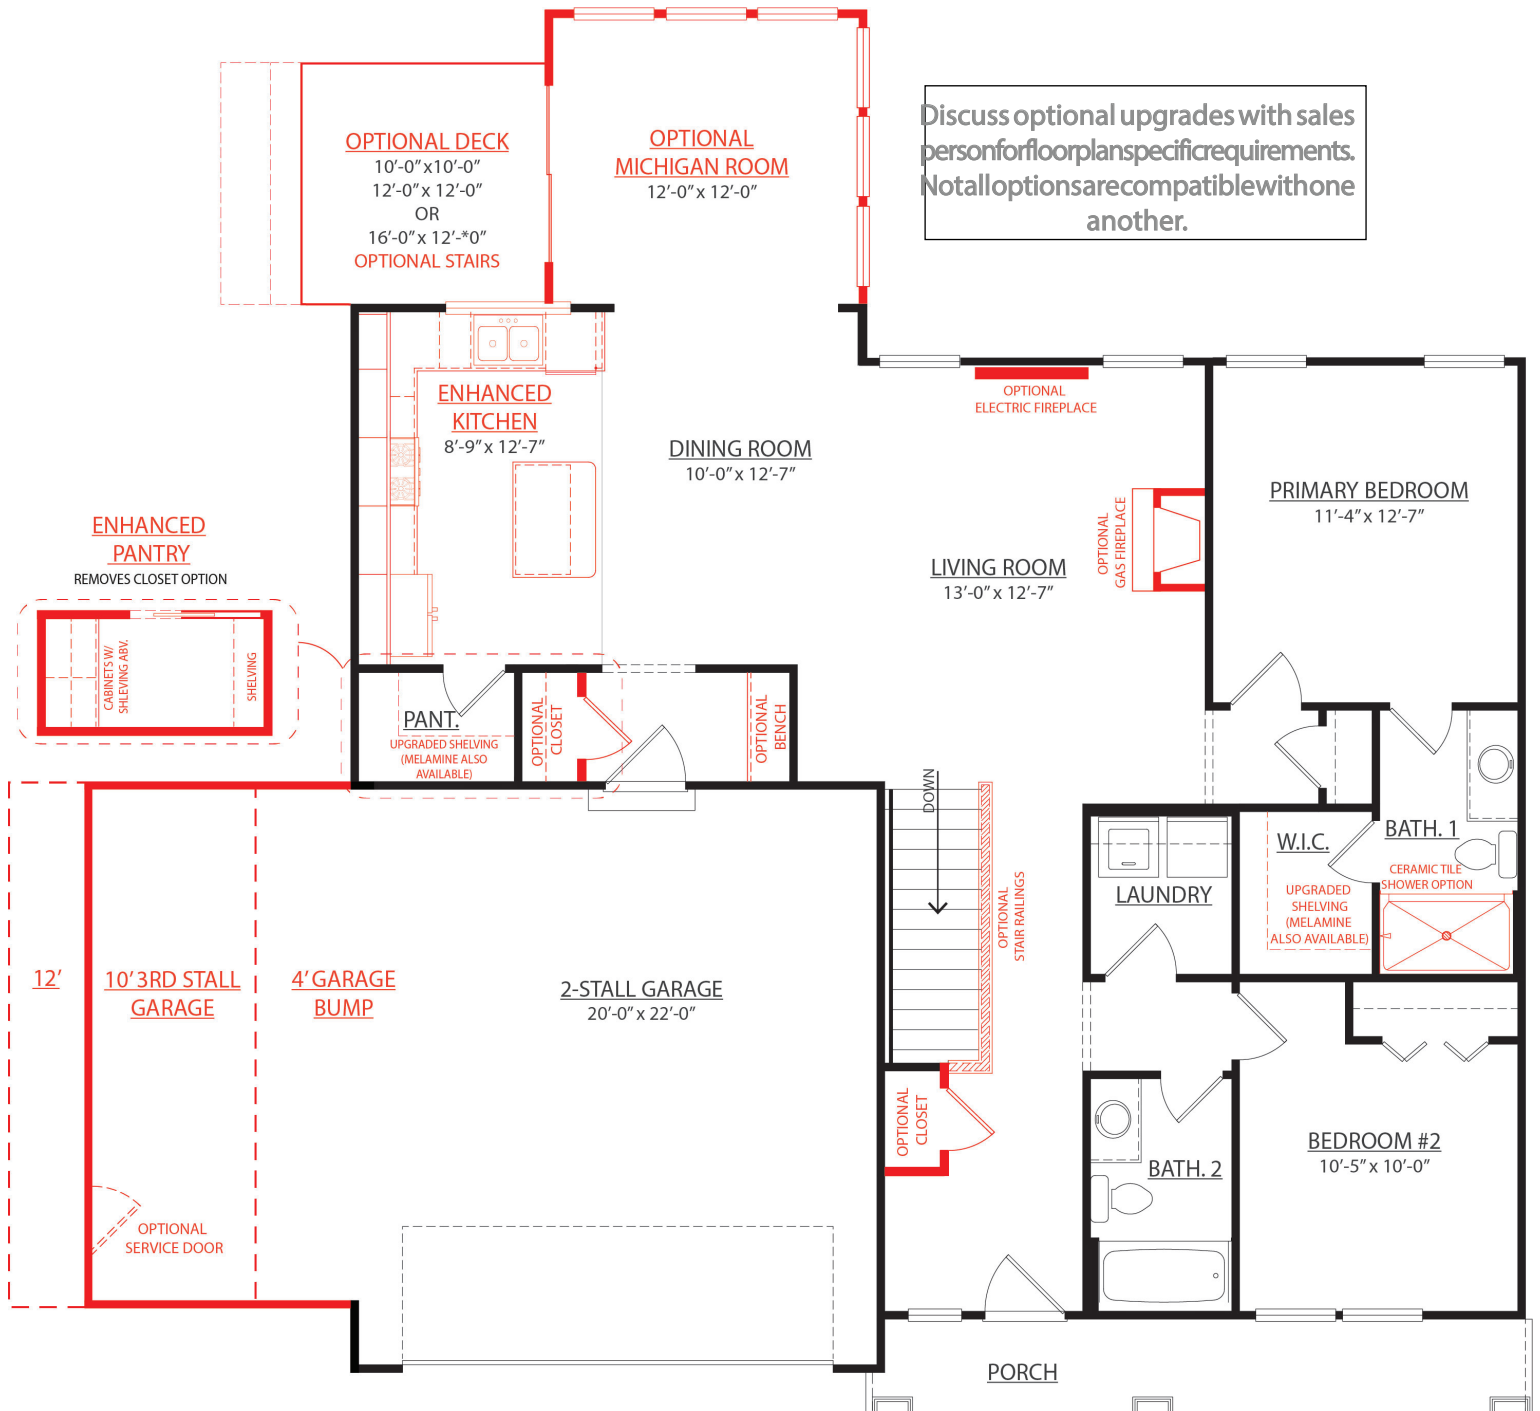 OPTIONAL DECK
10'-0" x10'-0"
12'-0" x 12'-0"
OR
16'-0" x 12'-*0"
OPTIONAL STAIRS
OPTIONAL
MICHIGAN ROOM
12'-0" x 12'-0"
Discuss optional upgrades with sales
personforfloorplanspecificrequirements.
Notalloptionsarecompatiblewithone
another.
ENHANCED
KITCHEN
8'-9" x 12'-7"
DINING ROOM
10'-0" x 12'-7"
OPTIONAL
ELECTRIC FIREPLACE
OPTIONAL
GAS FIREPLACE
LIVING ROOM
13'-0" x 12'-7"
PRIMARY BEDROOM
11'-4" x 12'-7"
ENHANCED
PANTRY
REMOVES CLOSET OPTION
CABINETS W/
SHLEVING ABV.
SHELVING
PANT.
UPGRADED SHELVING
(MELAMINE ALSO
AVAILABLE)
OPTIONAL
CLOSET
OPTIONAL
BENCH
DOWN
OPTIONAL
STAIR RAILINGS
LAUNDRY
W.I.C.
UPGRADED
SHELVING
(MELAMINE
ALSO AVAILABLE)
BATH. 1
CERAMIC TILE
SHOWER OPTION
12'
10' 3RD STALL
GARAGE
4' GARAGE
BUMP
2-STALL GARAGE
20'-0" x 22'-0"
OPTIONAL
SERVICE DOOR
OPTIONAL
CLOSET
BATH. 2
BEDROOM #2
10'-5" x 10'-0"
PORCH